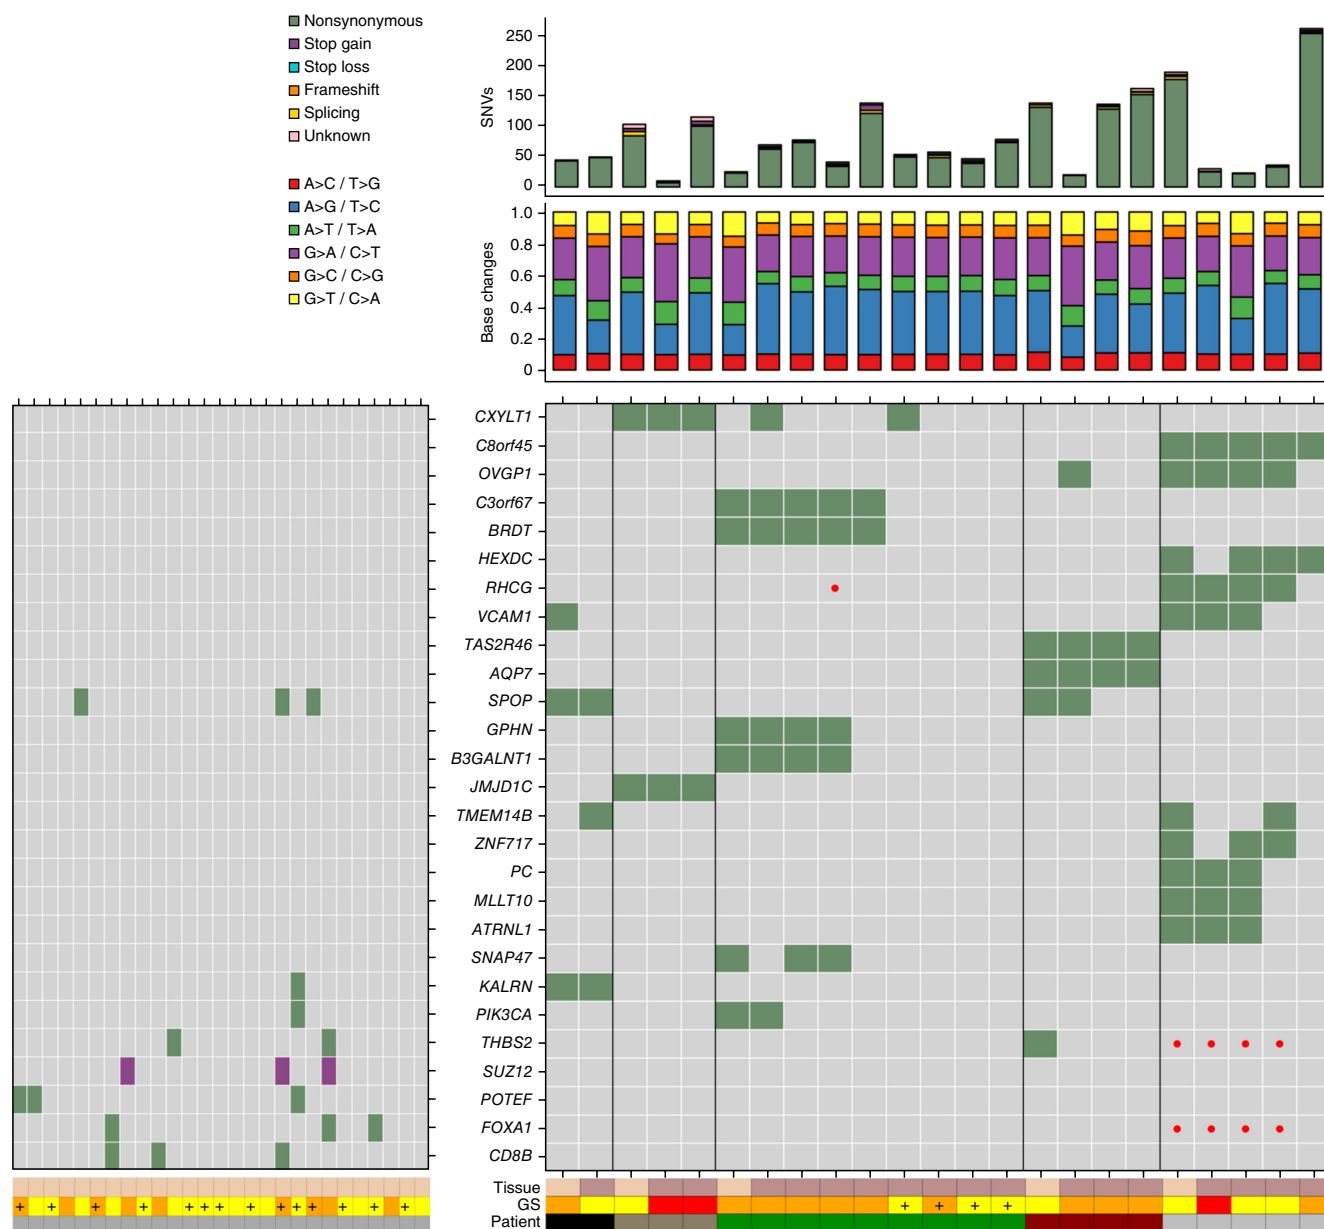 Nonsynonymous
Stop gain
Stop loss
Frameshift
Splicing
Unknown
A>C / T>G
A>G / T>C
A>T / T>A
G>A / C>T
G>C / C>G
G>T / C>A
SNVs
250
200
150
100
50
0
Base changes
1.0
0.8
0.6
0.4
0.2
0
CXYLT1
C8orf45
OVGP1
C3orf67
BRDT
HEXDC
RHCG
VCAM1
TAS2R46
AQP7
SPOP
GPHN
B3GALNT1
JMJD1C
TMEM14B
ZNF717
PC
MLLT10
ATRNL1
SNAP47
KALRN
PIK3CA
THBS2
SUZ12
POTEF
FOXA1
CD8B
Tissue
+ + + + + + + + + + + + + + GS + + + +
Patient